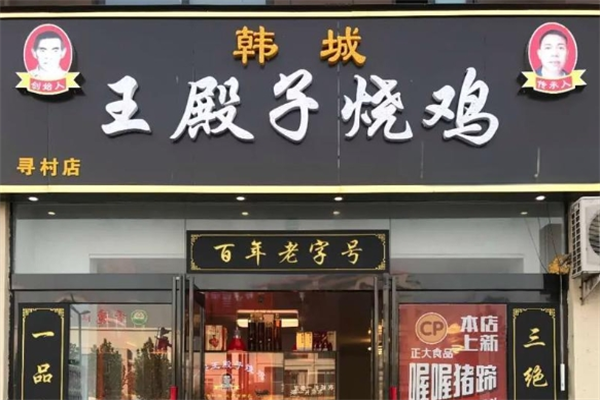 韩城
创始人
王殿子烧鸡
传承人
寻村店
百年老字号
一品
三绝
CP
正大食品
本店
上新
喔喔猪蹄